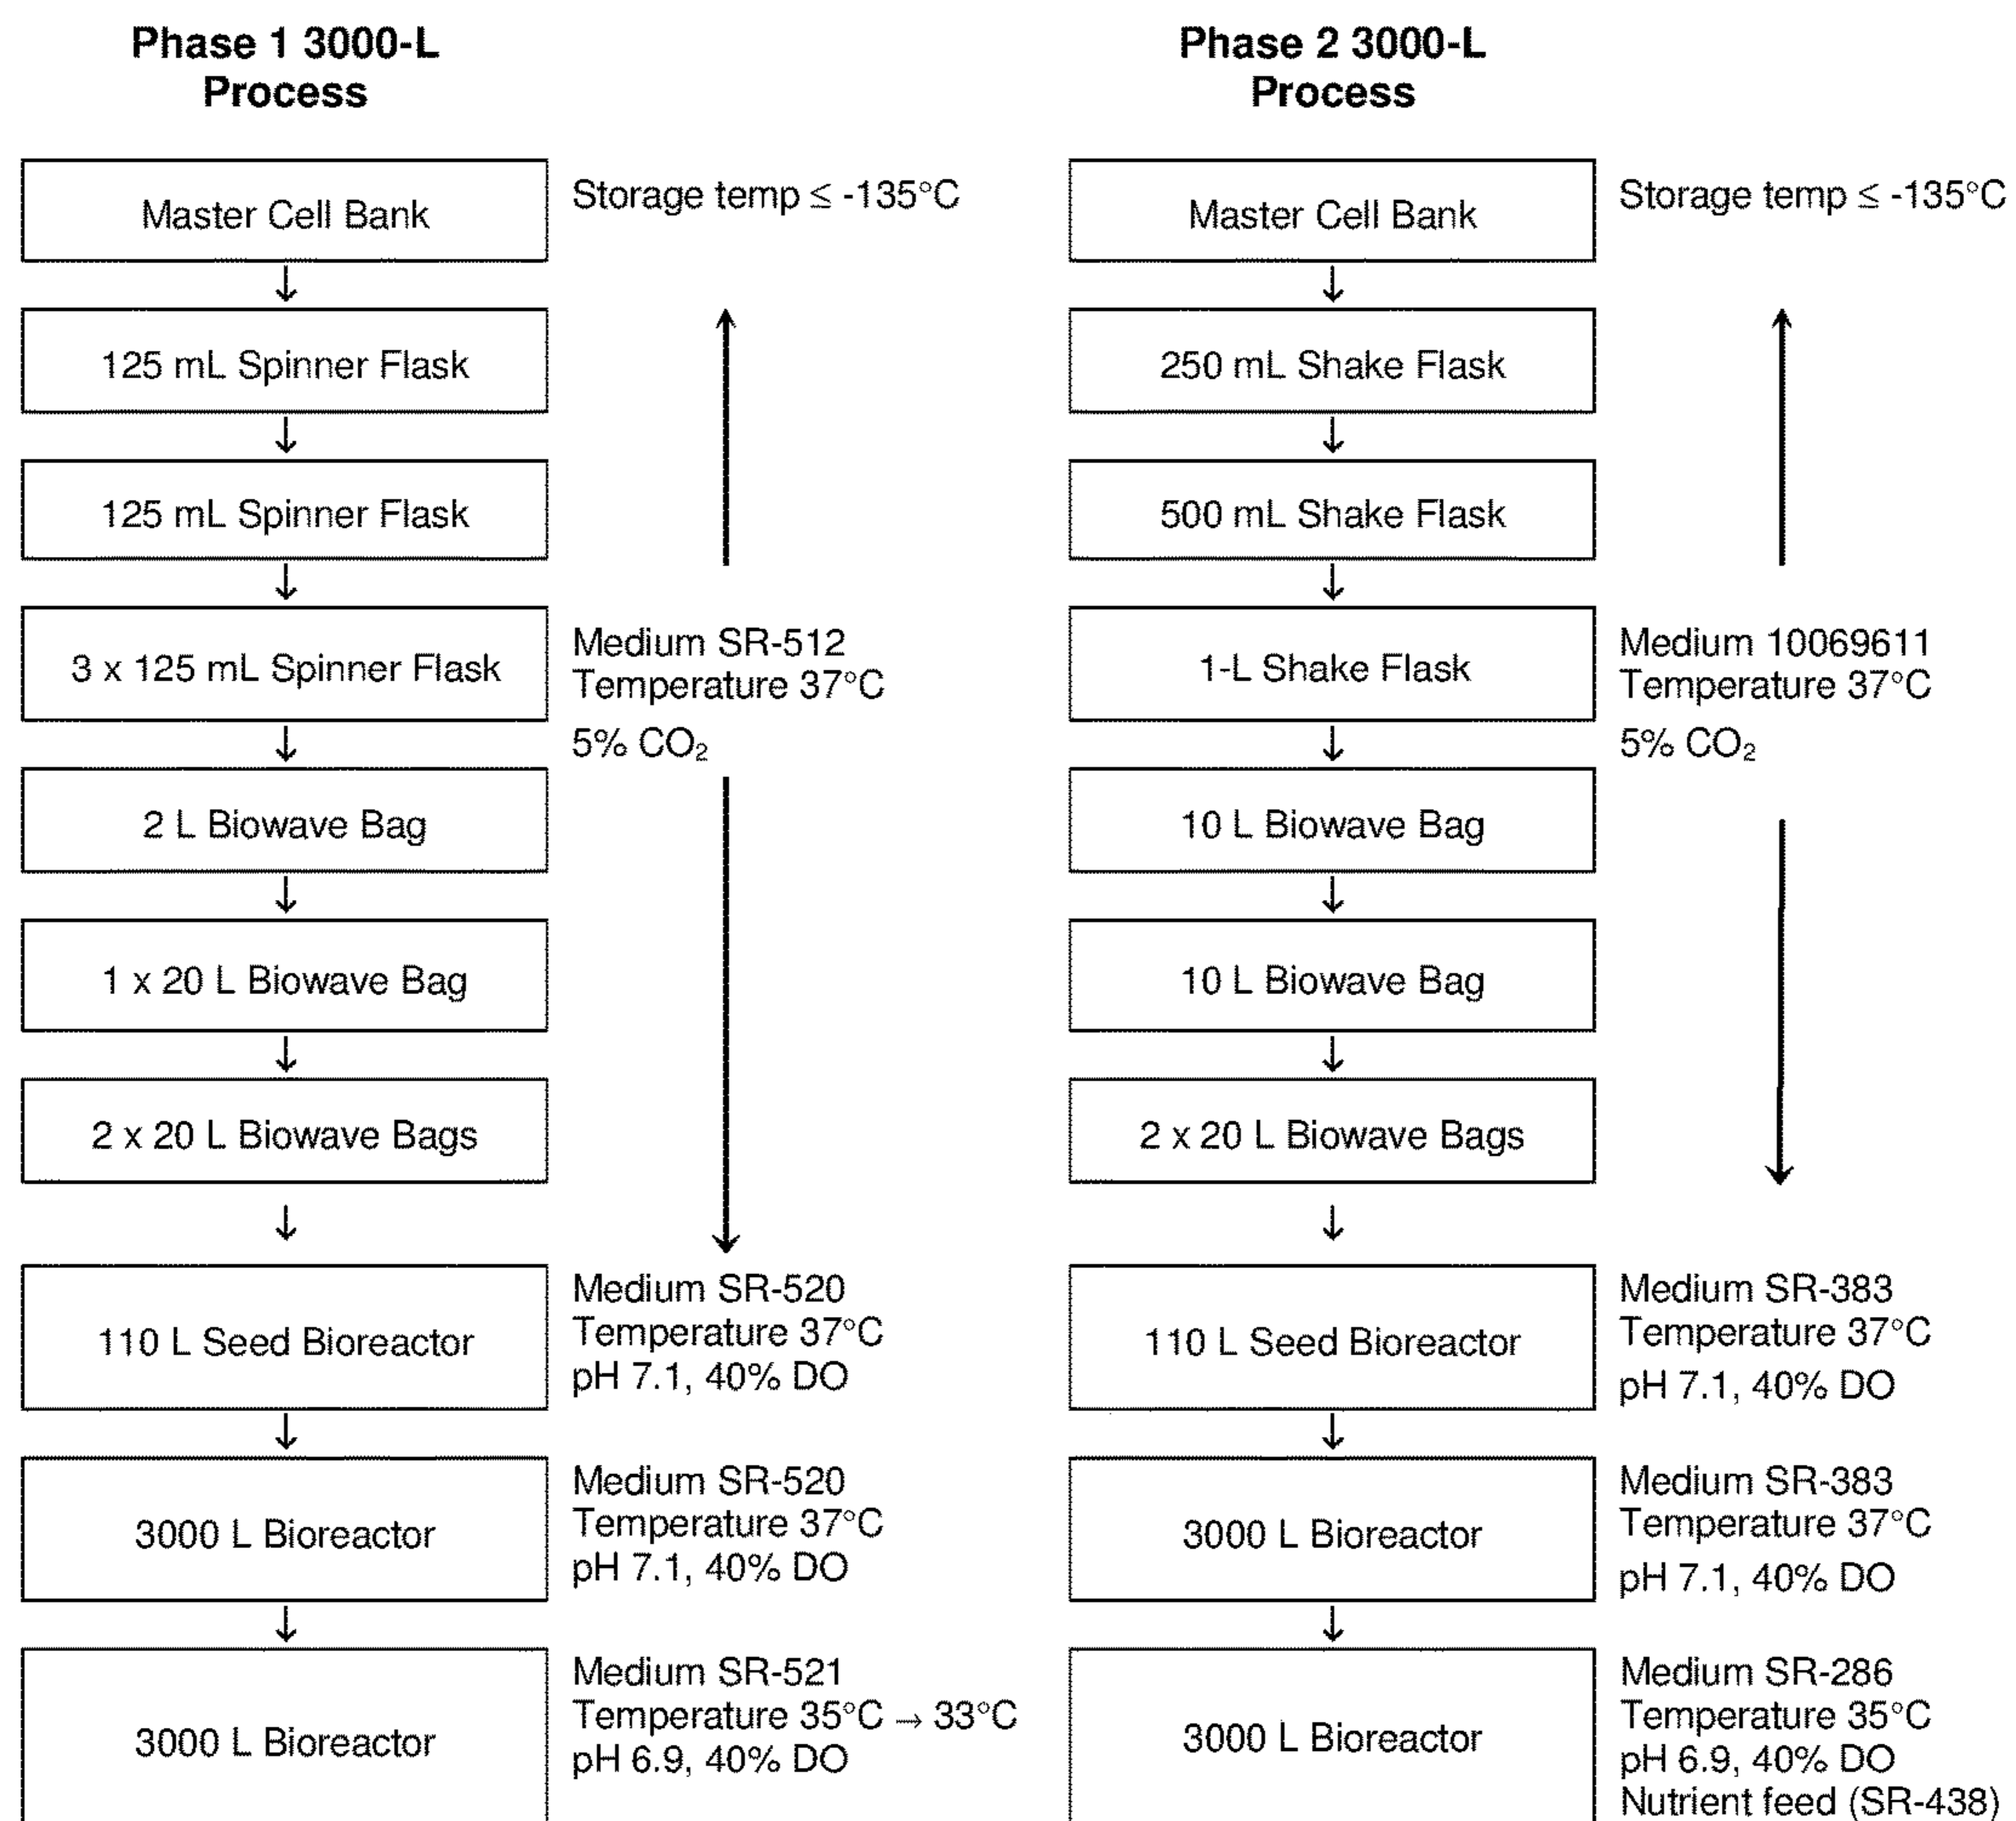 Phase 1 3000-L
Process
Master Cell Bank
Storage temp ≤ -135°C
125 mL Spinner Flask
125 mL Spinner Flask
3 x 125 mL Spinner Flask
Medium SR-512
Temperature 37°C
5% CO₂
2 L Biowave Bag
1 x 20 L Biowave Bag
2 x 20 L Biowave Bags
110 L Seed Bioreactor
Medium SR-520
Temperature 37°C
pH 7.1, 40% DO
3000 L Bioreactor
Medium SR-520
Temperature 37°C
pH 7.1, 40% DO
3000 L Bioreactor
Medium SR-521
Temperature 35°C → 33°C
pH 6.9, 40% DO
Phase 2 3000-L
Process
Master Cell Bank
Storage temp ≤ -135°C
250 mL Shake Flask
500 mL Shake Flask
1-L Shake Flask
Medium 10069611
Temperature 37°C
5% CO₂
10 L Biowave Bag
10 L Biowave Bag
2 x 20 L Biowave Bags
110 L Seed Bioreactor
Medium SR-383
Temperature 37°C
pH 7.1, 40% DO
3000 L Bioreactor
Medium SR-383
Temperature 37°C
pH 7.1, 40% DO
3000 L Bioreactor
Medium SR-286
Temperature 35°C
pH 6.9, 40% DO
Nutrient feed (SR-438)